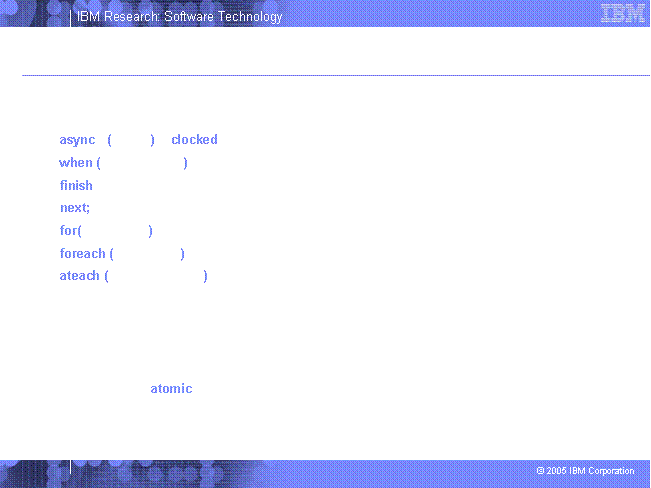 IBM Research: Software Technology
IBM
async ( ) clocked
when ( )
finish
next;
for( )
foreach ( )
ateach ( )
atomic
© 2005 IBM Corporation